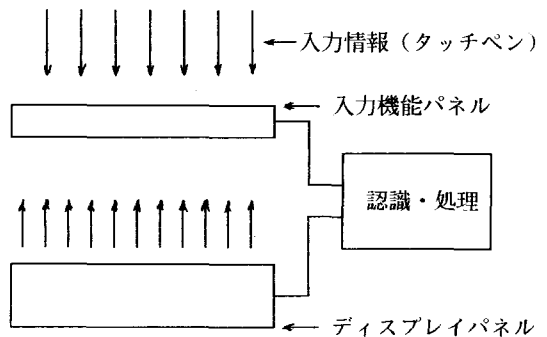 入力情報（タッチペン）
入力機能パネル
認識・処理
ディスプレイパネル